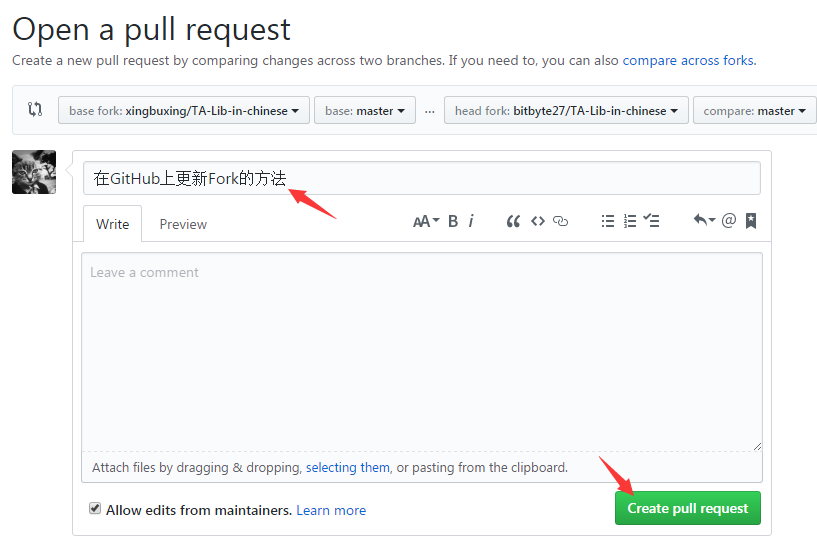 Open a pull request
Create a new pull request by comparing changes across two branches. If you need to, you can also compare across forks.
base fork: xingbuxing/TA-Lib-in-chinese base: master ... head fork: bitbyte27/TA-Lib-in-chinese compare: master
在GitHub上更新Fork的方法
Write Preview AA B i “ <> @
Leave a comment
Attach files by dragging & dropping, selecting them, or pasting from the clipboard.
Allow edits from maintainers. Learn more Create pull request